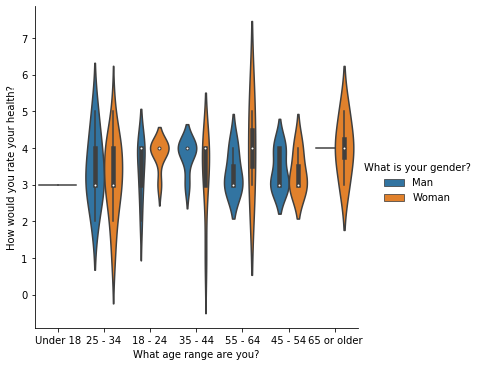 How would you rate your health?
7
6
5
4
3
2
1
0
Under 18 25 - 34 18 - 24 35 - 44 55 - 64 45 - 54 65 or older
What age range are you?
What is your gender?
Man
Woman